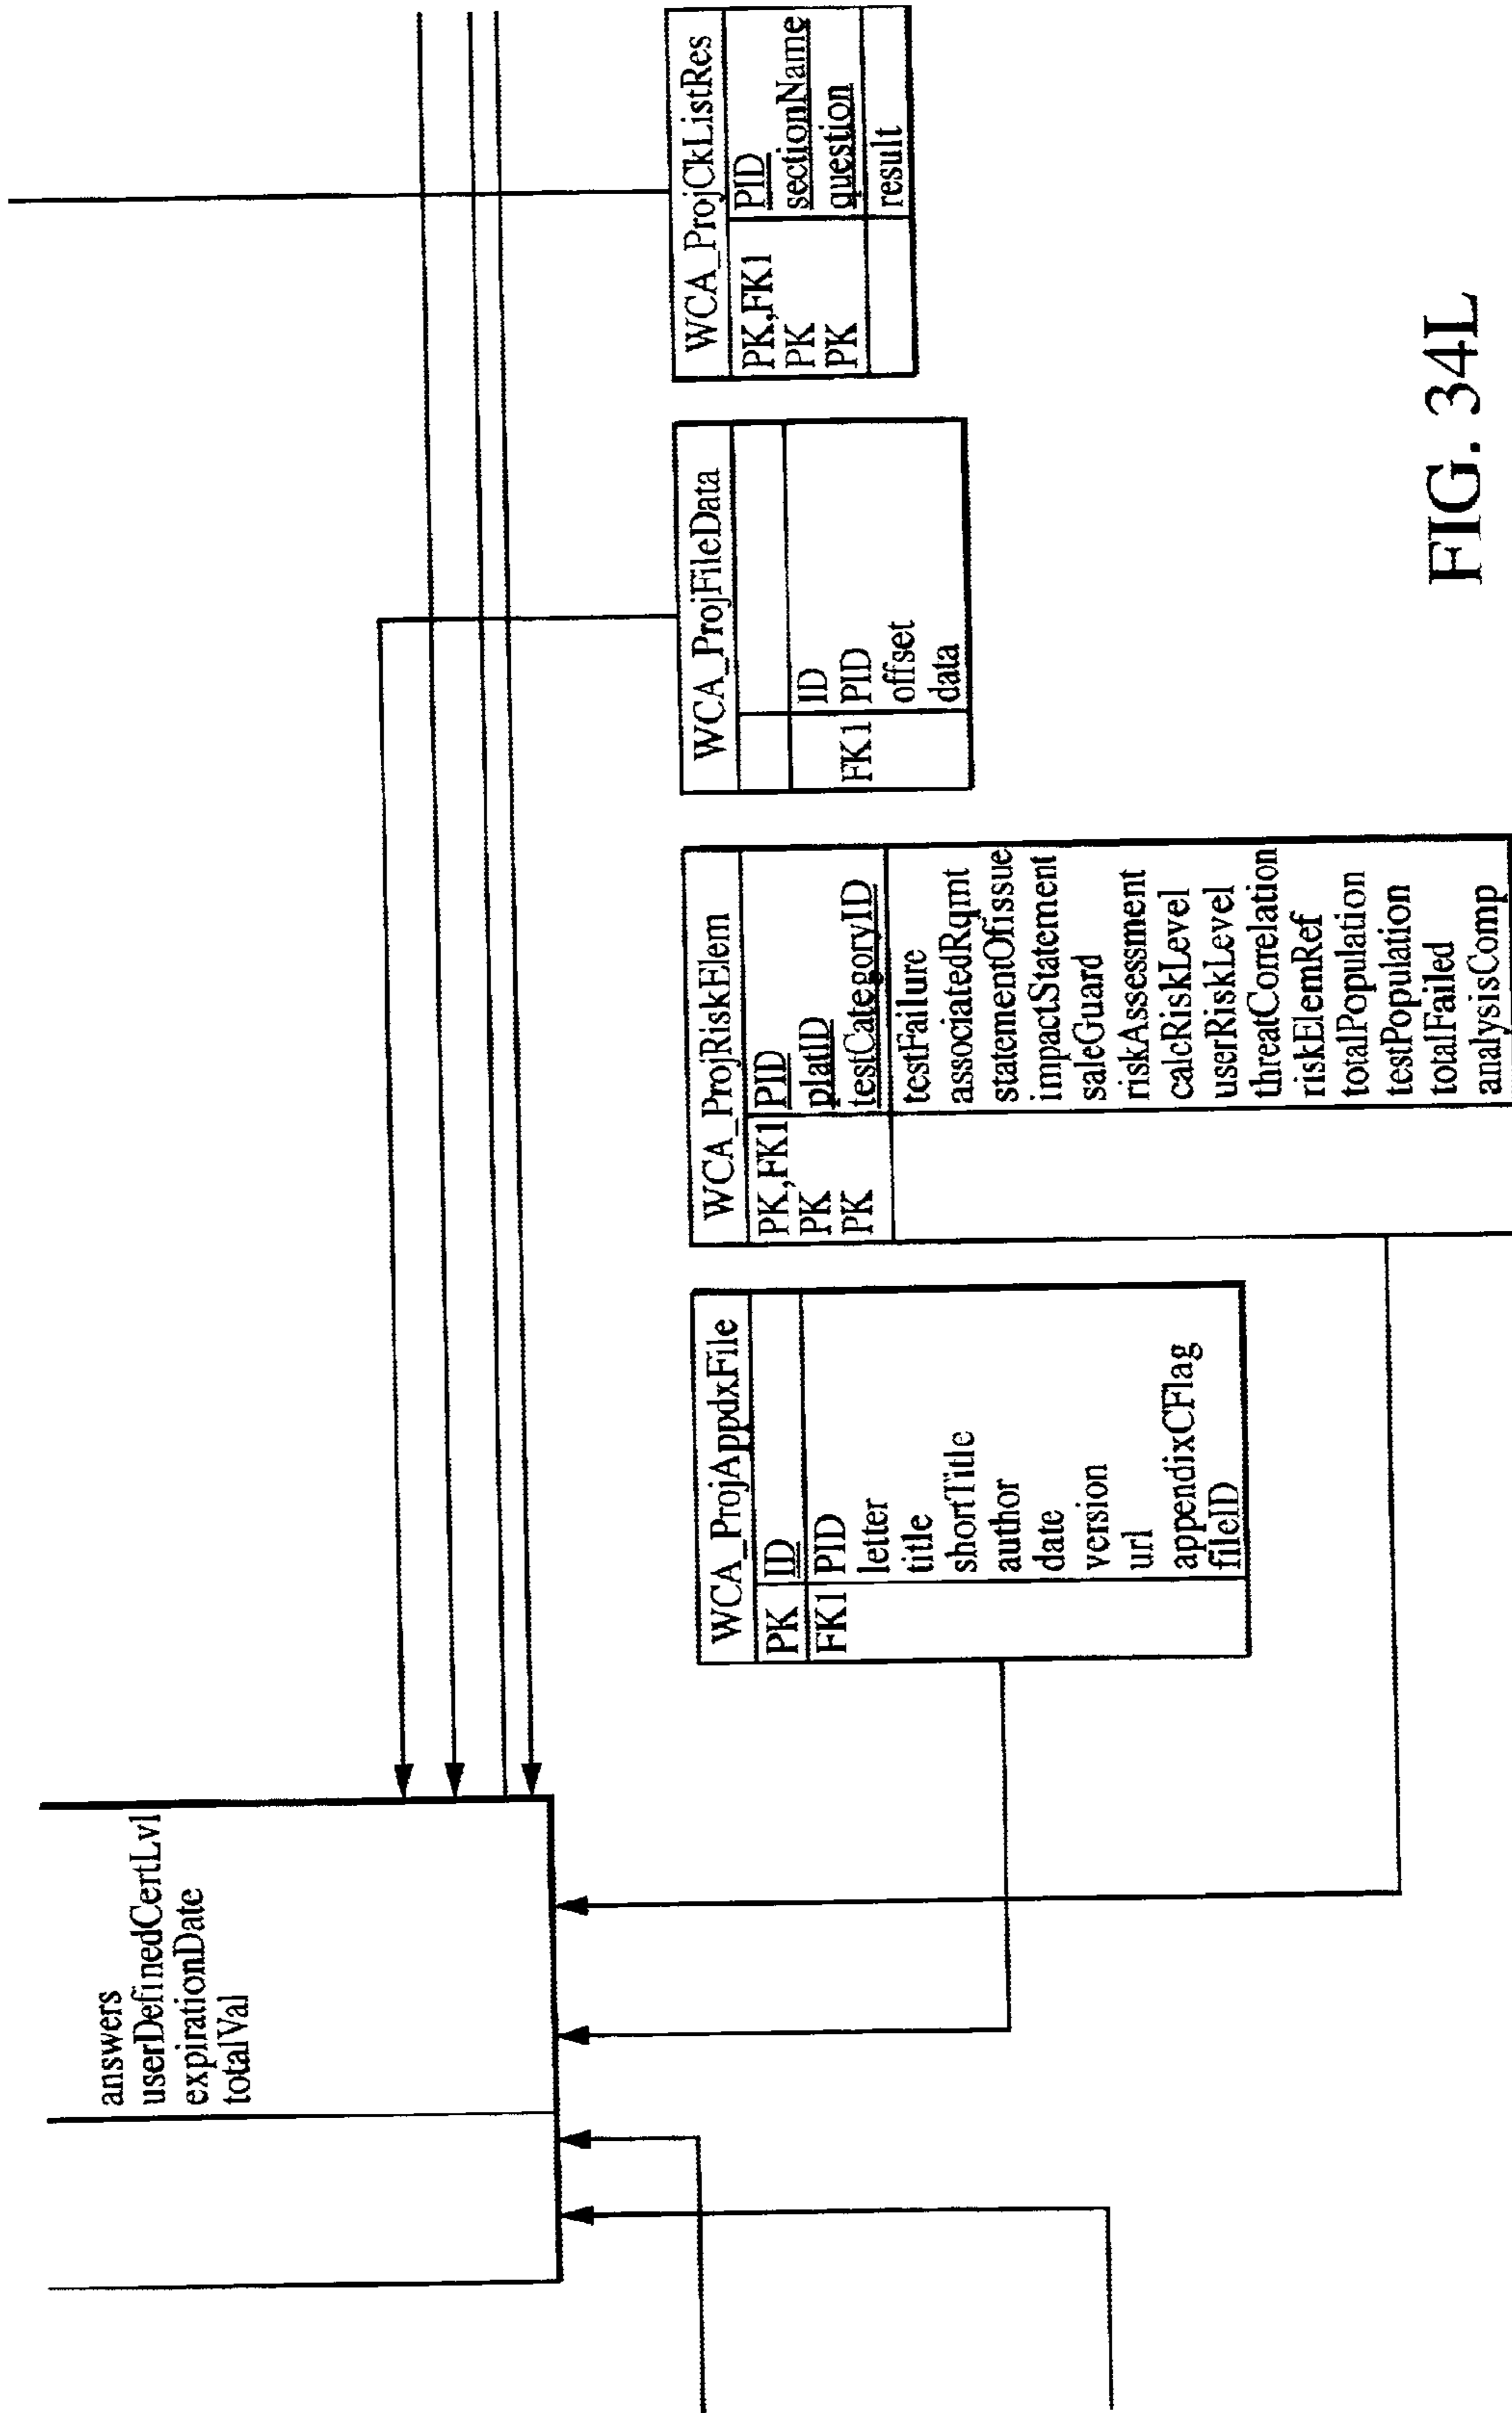 answers
userDefinedCertLvl
expirationDate
totalVal
WCA_ProjAppdxFile
PK ID
FK1 PID
letter
title
shortTitle
author
date
version
url
appendixCFlag
fileID
WCA_ProjRiskElem
PK,FK1 PID
PK platID
PK testCategoryID
testFailure
associatedRqmt
statementOfissue
impactStatement
saleGuard
riskAssessment
calcRiskLevel
userRiskLevel
threatCorrelation
riskElemRef
totalPopulation
testPopulation
totalFailed
analysisComp
WCA_ProjFileData
ID
FK1 PID
offset
data
WCA_ProjCkListRes
PK,FK1 PID
PK sectionName
PK question
result
FIG. 34L